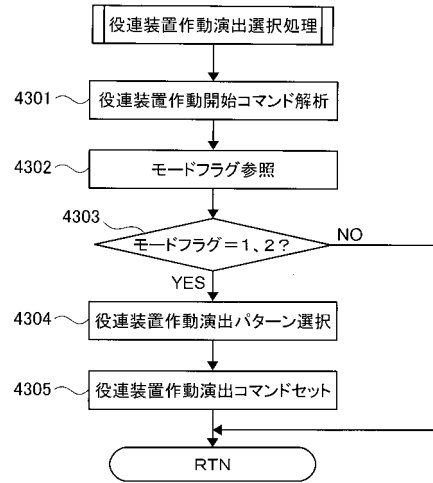 役連装置作動演出選択処理
4301
役連装置作動開始コマンド解析
4302
モードフラグ参照
4303
モードフラグ＝1、2？
NO
YES
4304
役連装置作動演出パターン選択
4305
役連装置作動演出コマンドセット
RTN